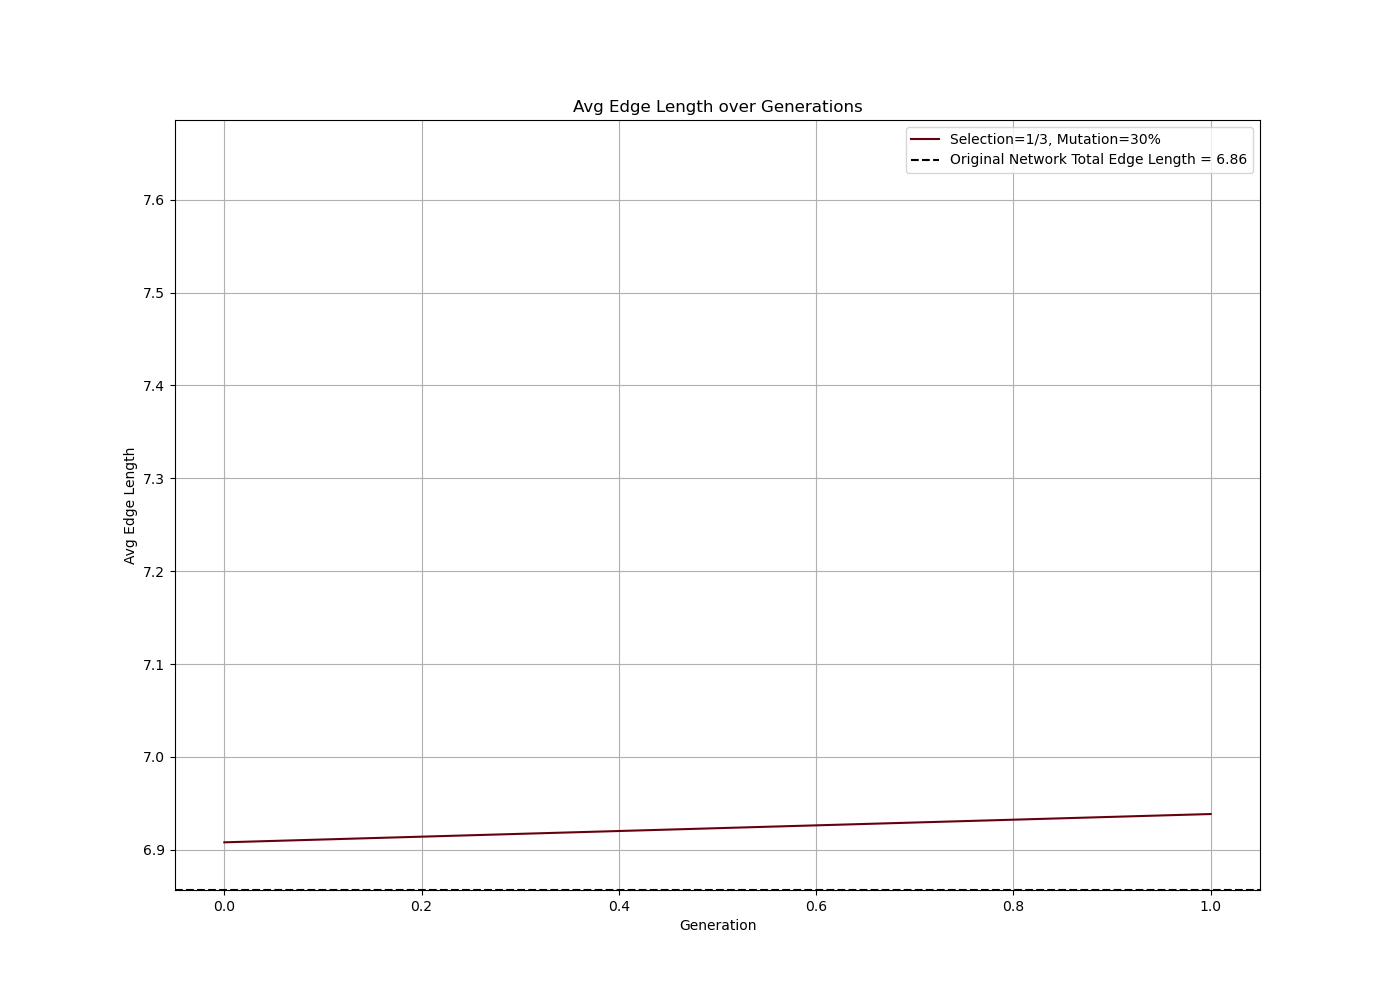 Avg Edge Length over Generations
Selection=1/3, Mutation=30%
Original Network Total Edge Length = 6.86
7.6
7.5
7.4
7.3
7.2
7.1
7.0
6.9
Avg Edge Length
0.0 0.2 0.4 0.6 0.8 1.0
Generation